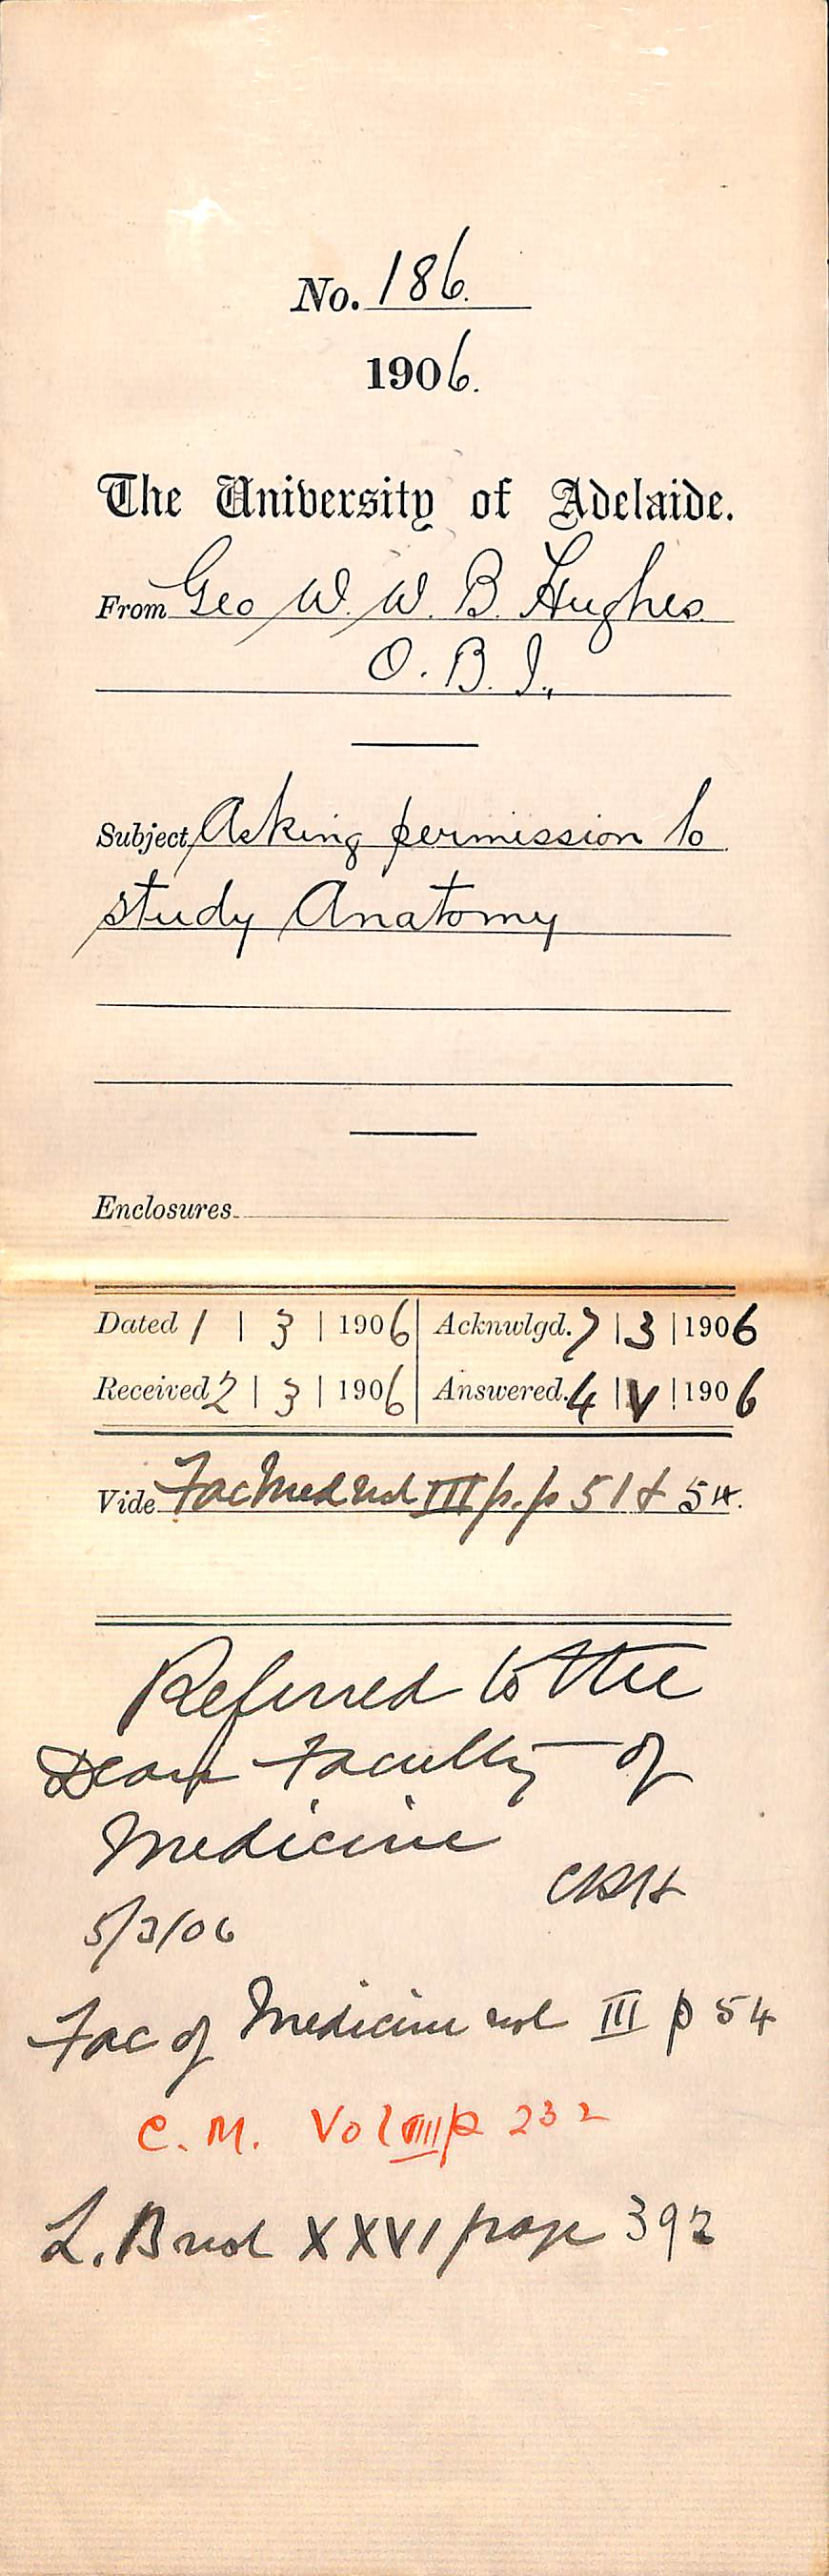 No. 186.
1906.
The University of Adelaide.
From Geo W. W. B. Hughes.
O. B. I.,
Subject Asking permission to
study Anatomy
Enclosures
Dated 1 | 3 | 1906 | Acknwlgd. 7 | 3 | 1906
Received 2 | 3 | 1906 | Answered. 4 | V | 1906
Vide Fac Med vol III p.p 51 & 54.
Referred to the
Dean Faculty of
Medicine
5/3/06
Fac of Medicine vol III p 54
C. M. Vol p 232
L. B vol XXVI page 392